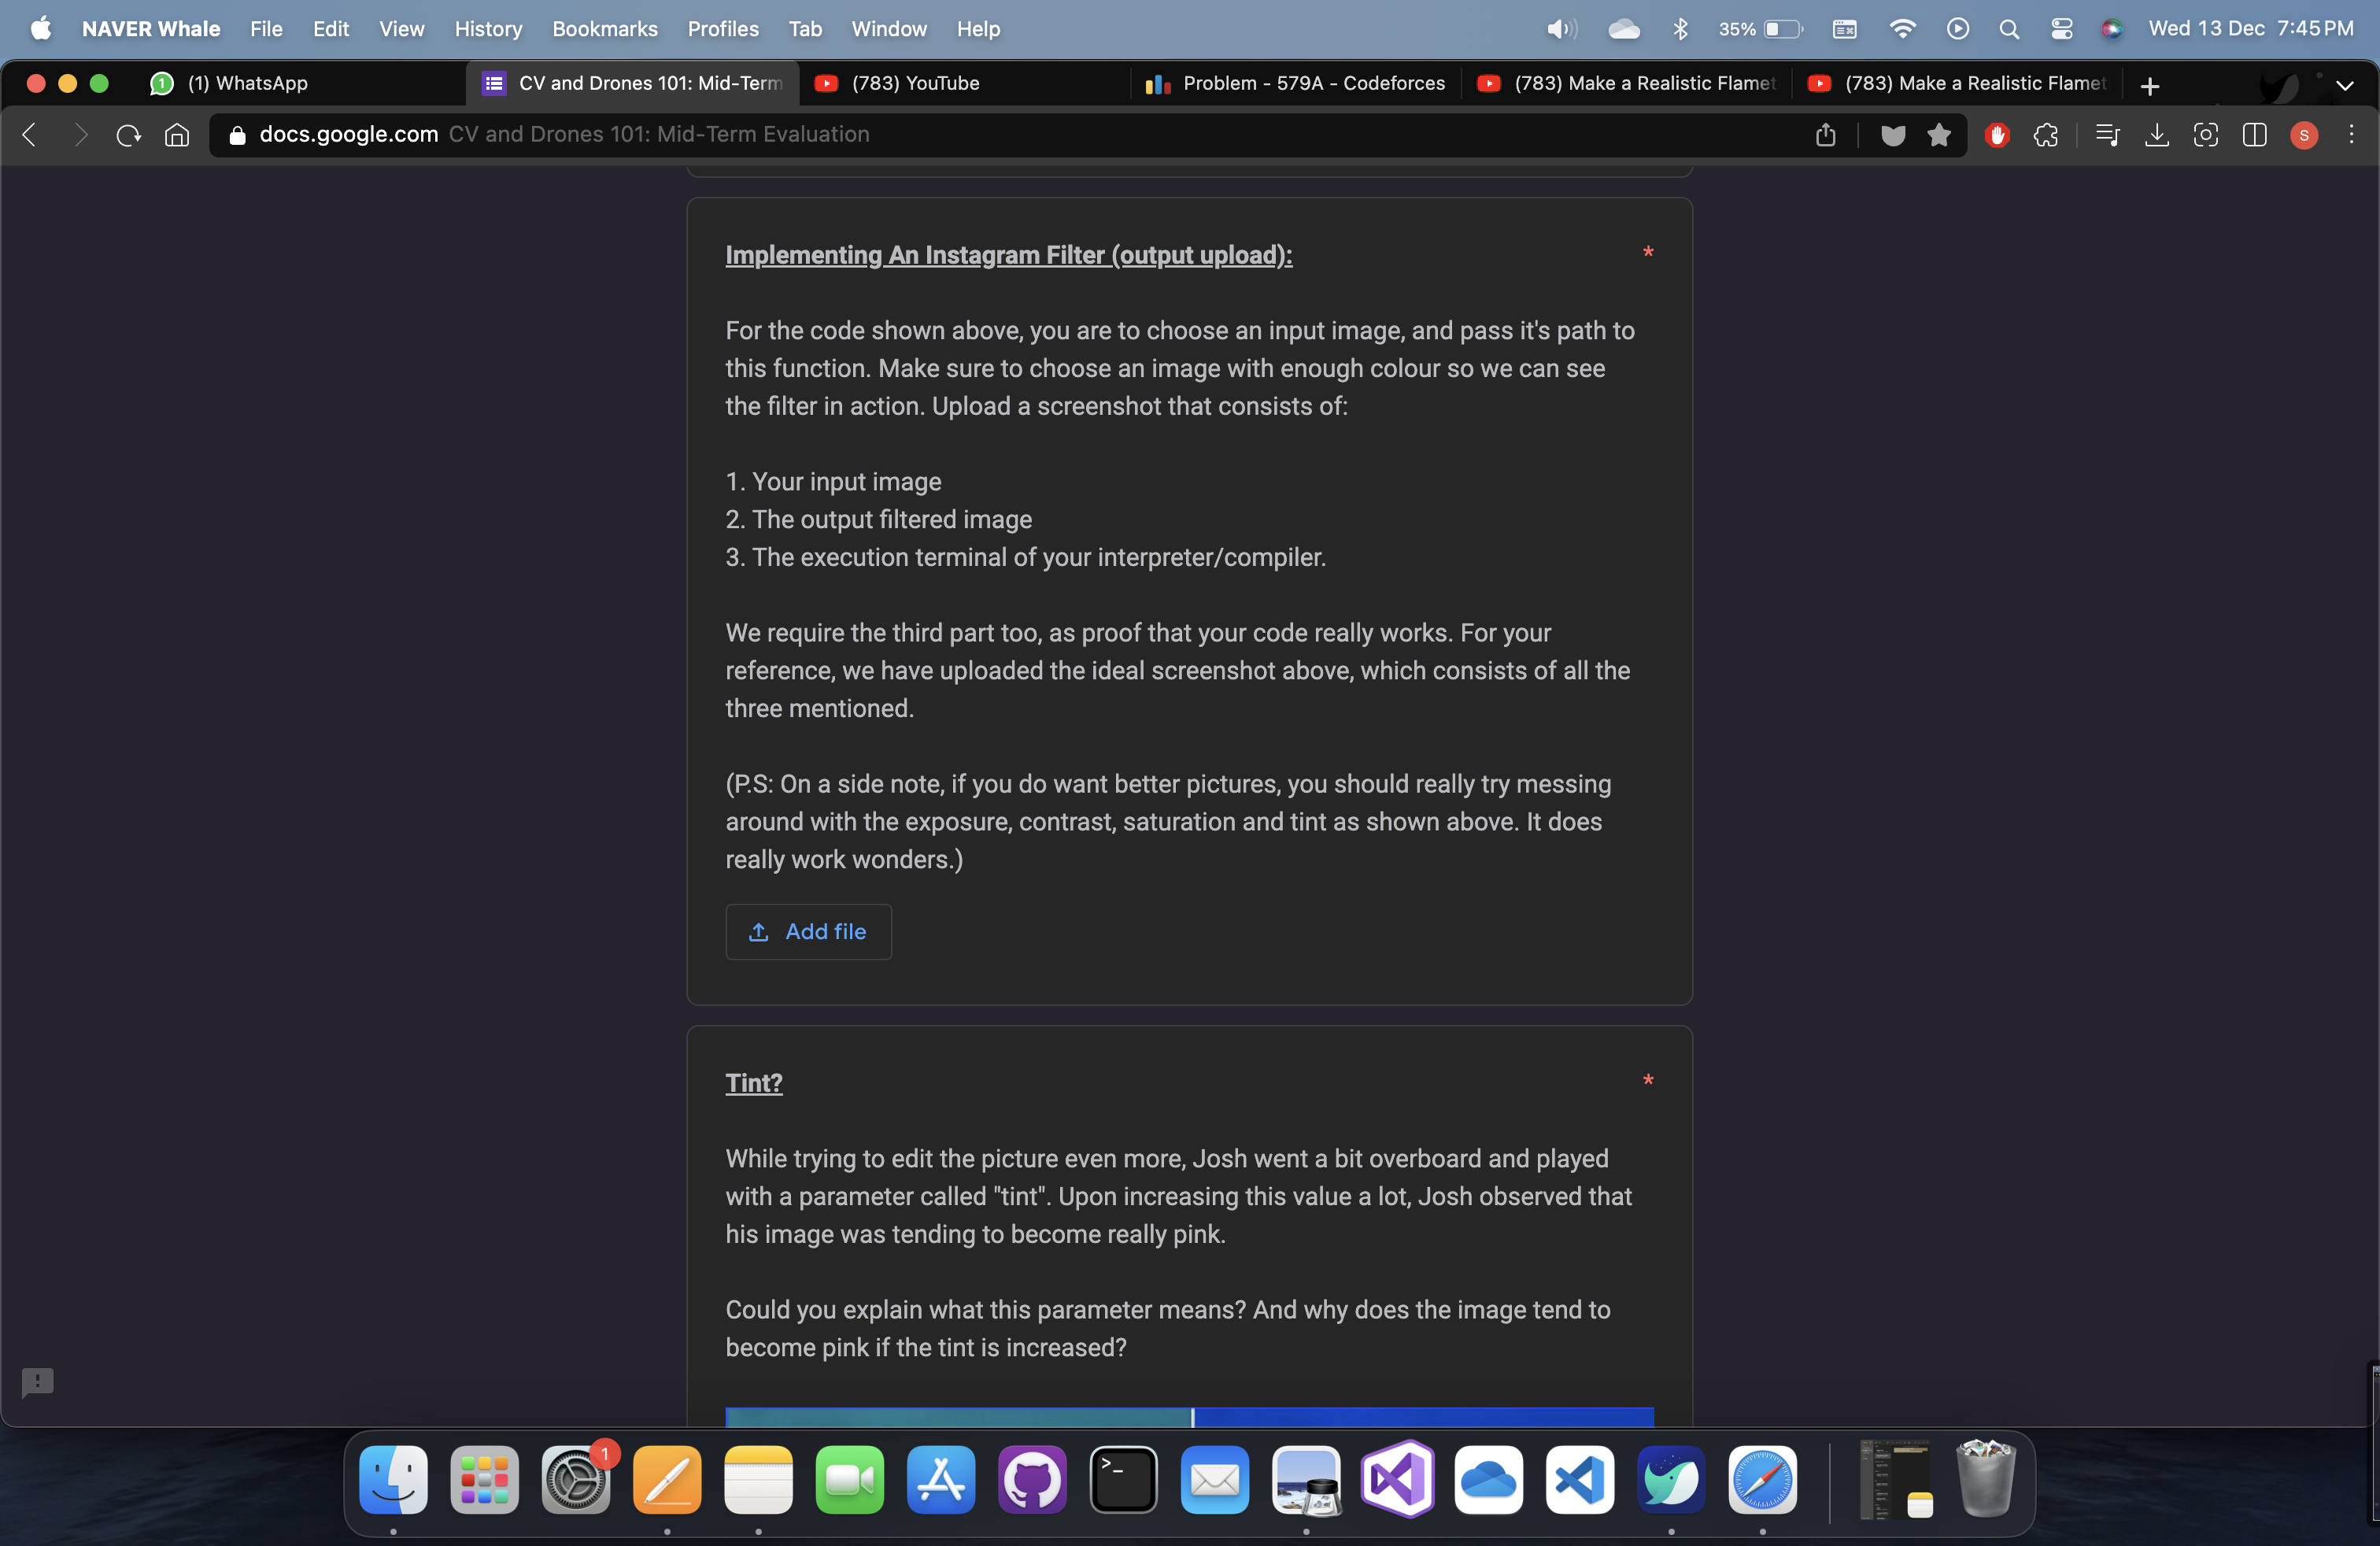 NAVER Whale File Edit View History Bookmarks Profiles Tab Window Help 35% Wed 13 Dec 7:45 PM
1 (1) WhatsApp CV and Drones 101: Mid-Term (783) YouTube Problem - 579A - Codeforces (783) Make a Realistic Flamet (783) Make a Realistic Flamet
docs.google.com CV and Drones 101: Mid-Term Evaluation S
Implementing An Instagram Filter (output upload): *
For the code shown above, you are to choose an input image, and pass it's path to
this function. Make sure to choose an image with enough colour so we can see
the filter in action. Upload a screenshot that consists of:
1. Your input image
2. The output filtered image
3. The execution terminal of your interpreter/compiler.
We require the third part too, as proof that your code really works. For your
reference, we have uploaded the ideal screenshot above, which consists of all the
three mentioned.
(P.S: On a side note, if you do want better pictures, you should really try messing
around with the exposure, contrast, saturation and tint as shown above. It does
really work wonders.)
Add file
Tint? *
While trying to edit the picture even more, Josh went a bit overboard and played
with a parameter called "tint". Upon increasing this value a lot, Josh observed that
his image was tending to become really pink.
Could you explain what this parameter means? And why does the image tend to
become pink if the tint is increased?
1